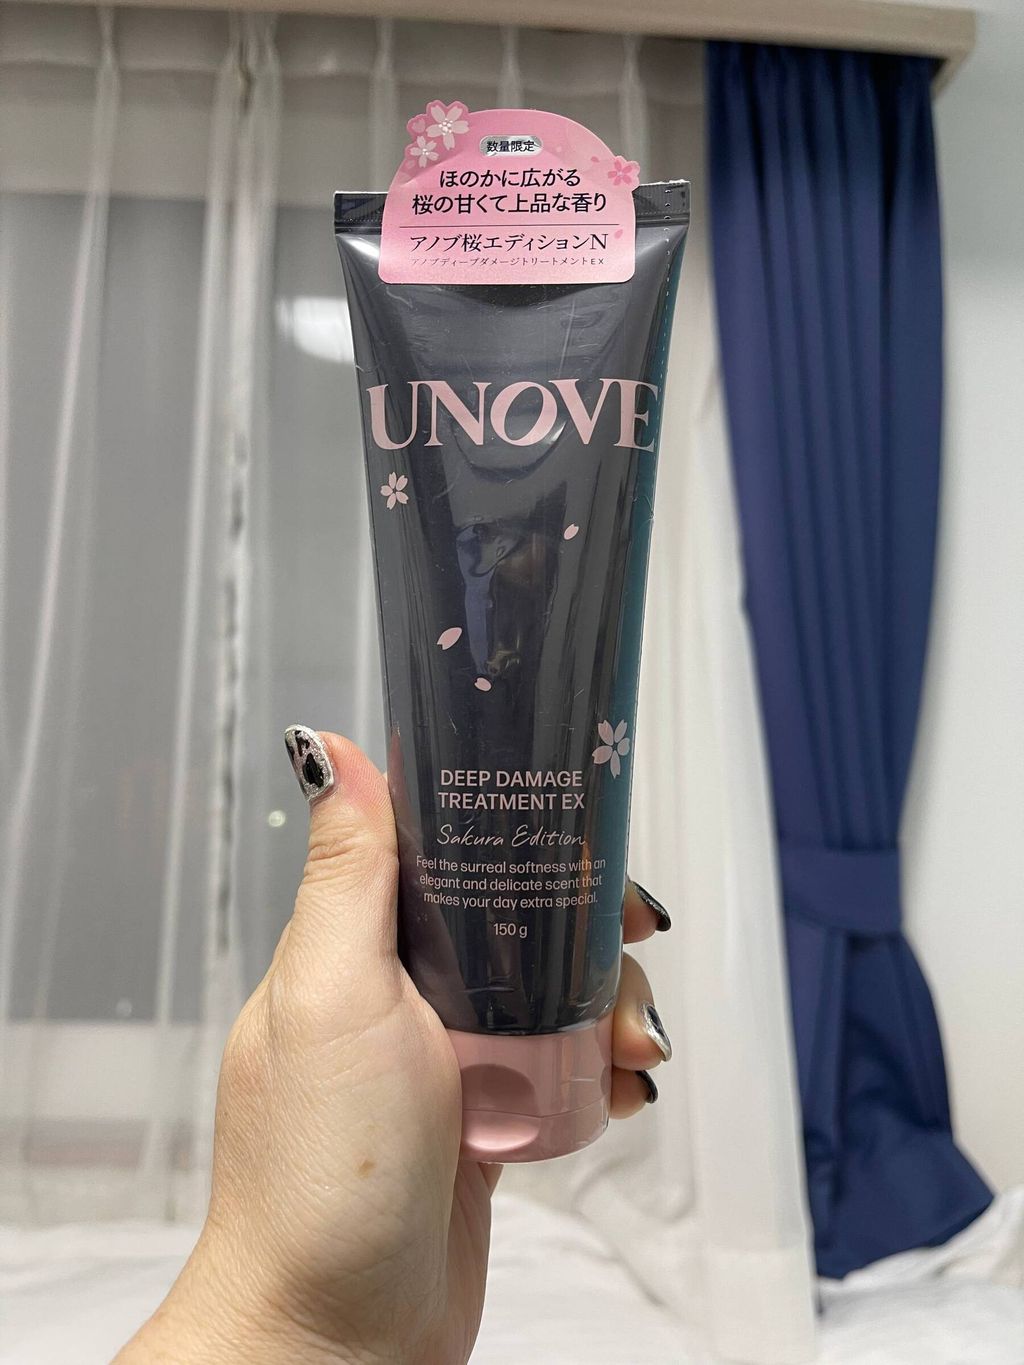 数量限定
ほのかに広がる
桜の甘くて上品な香り
アノブ桜エディションN
アノブディープダメージトリートメントEX
UNOVE
DEEP DAMAGE
TREATMENT EX
Sakura Edition
Feel the surreal softness with an
elegant and delicate scent that
makes your day extra special.
150 g